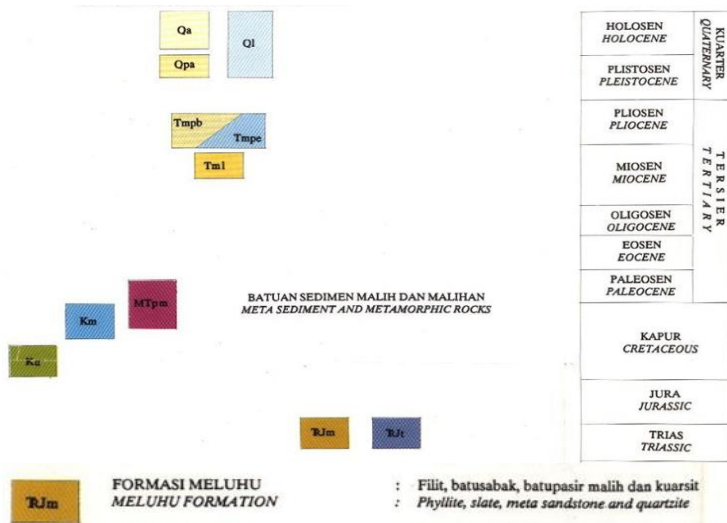 Qa
Ql
Qpa
Tmpb
Tmpe
Tml
MTpm
Km
Ku
BATUAN SEDIMEN MALIH DAN MALIHAN
META SEDIMENT AND METAMORPHIC ROCKS
TRJm
TRJt
HOLOSEN
HOLOCENE
PLISTOSEN
PLEISTOCENE
KUARTER
QUATERNARY
PLIOSEN
PLIOCENE
MIOSEN
MIOCENE
OLIGOSEN
OLIGOCENE
EOSEN
EOCENE
PALEOSEN
PALEOCENE
TERSIER
TERTIARY
KAPUR
CRETACEOUS
JURA
JURASSIC
TRIAS
TRIASSIC
TRJm
FORMASI MELUHU : Filit, batusabak, batupasir malih dan kuarsit
MELUHU FORMATION : Phyllite, slate, meta sandstone and quartzite